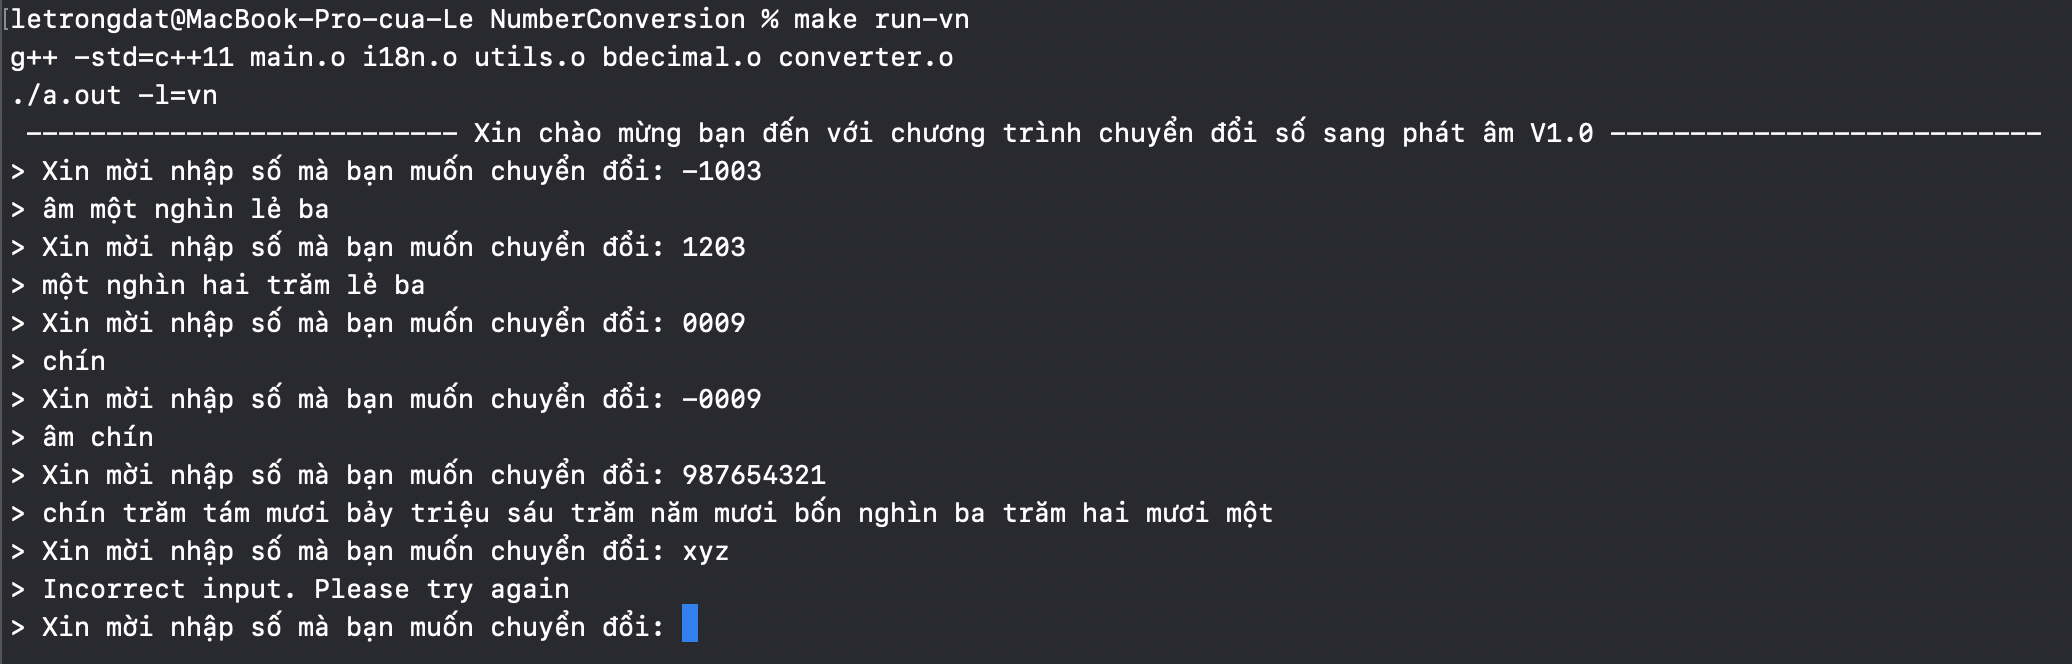 letrongdat@MacBook-Pro-cua-Le NumberConversion % make run-vn
g++ -std=c++11 main.o i18n.o utils.o bdecimal.o converter.o
./a.out -l=vn
--------------------------- Xin chào mừng bạn đến với chương trình chuyển đổi số sang phát âm V1.0 ---------------------------
> Xin mời nhập số mà bạn muốn chuyển đổi: -1003
> âm một nghìn lẻ ba
> Xin mời nhập số mà bạn muốn chuyển đổi: 1203
> một nghìn hai trăm lẻ ba
> Xin mời nhập số mà bạn muốn chuyển đổi: 0009
> chín
> Xin mời nhập số mà bạn muốn chuyển đổi: -0009
> âm chín
> Xin mời nhập số mà bạn muốn chuyển đổi: 987654321
> chín trăm tám mươi bảy triệu sáu trăm năm mươi bốn nghìn ba trăm hai mươi một
> Xin mời nhập số mà bạn muốn chuyển đổi: xyz
> Incorrect input. Please try again
> Xin mời nhập số mà bạn muốn chuyển đổi: